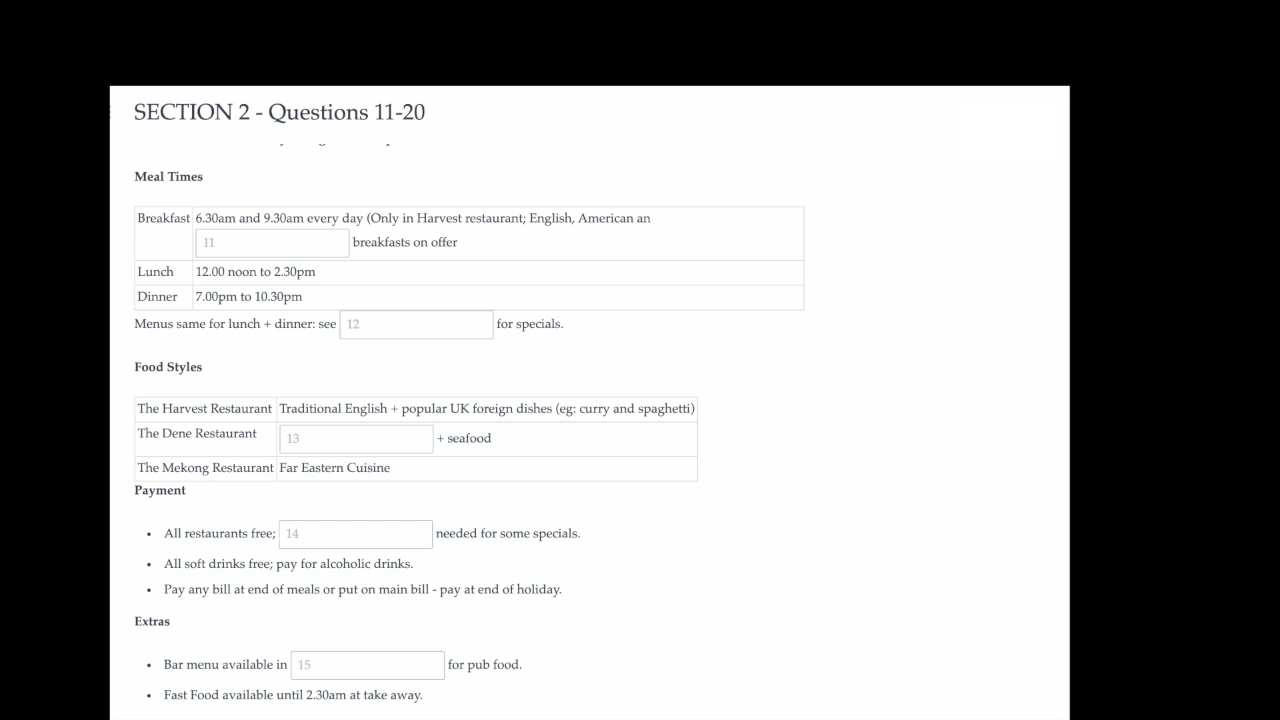 SECTION 2 - Questions 11-20
Meal Times
Breakfast 6.30am and 9.30am every day (Only in Harvest restaurant; English, American an
11 breakfasts on offer
Lunch 12.00 noon to 2.30pm
Dinner 7.00pm to 10.30pm
Menus same for lunch + dinner: see 12 for specials.
Food Styles
The Harvest Restaurant Traditional English + popular UK foreign dishes (eg: curry and spaghetti)
The Dene Restaurant 13 + seafood
The Mekong Restaurant Far Eastern Cuisine
Payment
• All restaurants free; 14 needed for some specials.
• All soft drinks free; pay for alcoholic drinks.
• Pay any bill at end of meals or put on main bill - pay at end of holiday.
Extras
• Bar menu available in 15 for pub food.
• Fast Food available until 2.30am at take away.